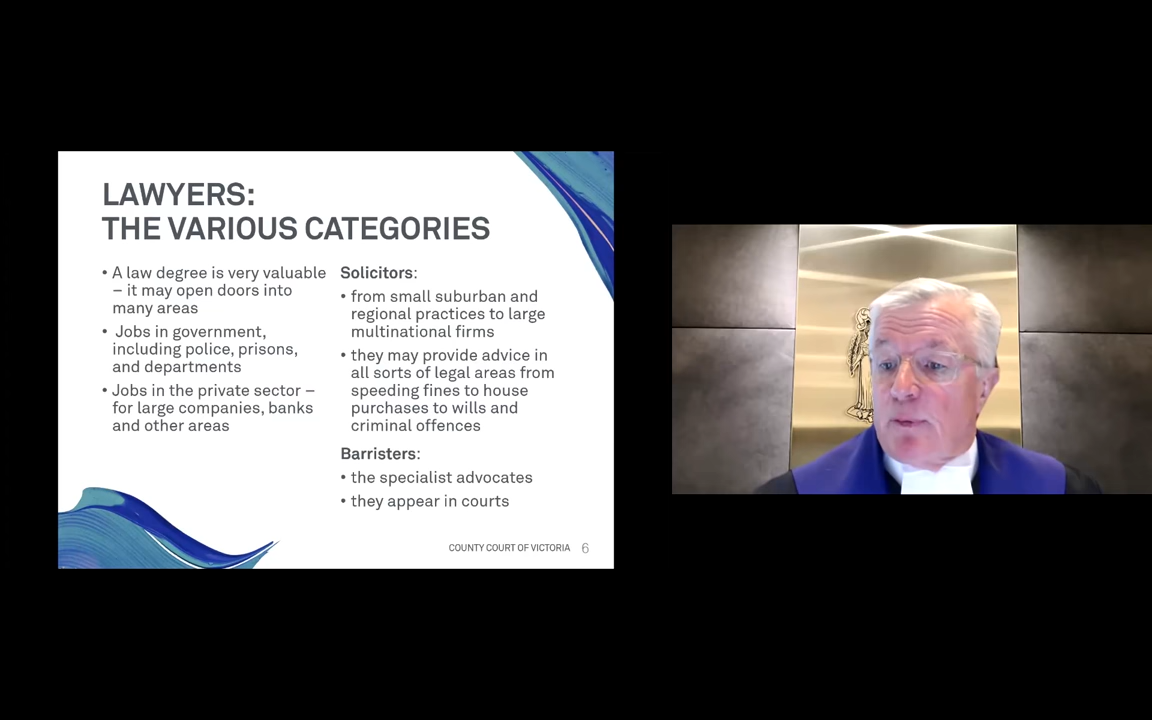 LAWYERS:
THE VARIOUS CATEGORIES
• A law degree is very valuable
– it may open doors into
many areas
• Jobs in government,
including police, prisons,
and departments
• Jobs in the private sector –
for large companies, banks
and other areas
Solicitors:
• from small suburban and
regional practices to large
multinational firms
• they may provide advice in
all sorts of legal areas from
speeding fines to house
purchases to wills and
criminal offences
Barristers:
• the specialist advocates
• they appear in courts
COUNTY COURT OF VICTORIA 6